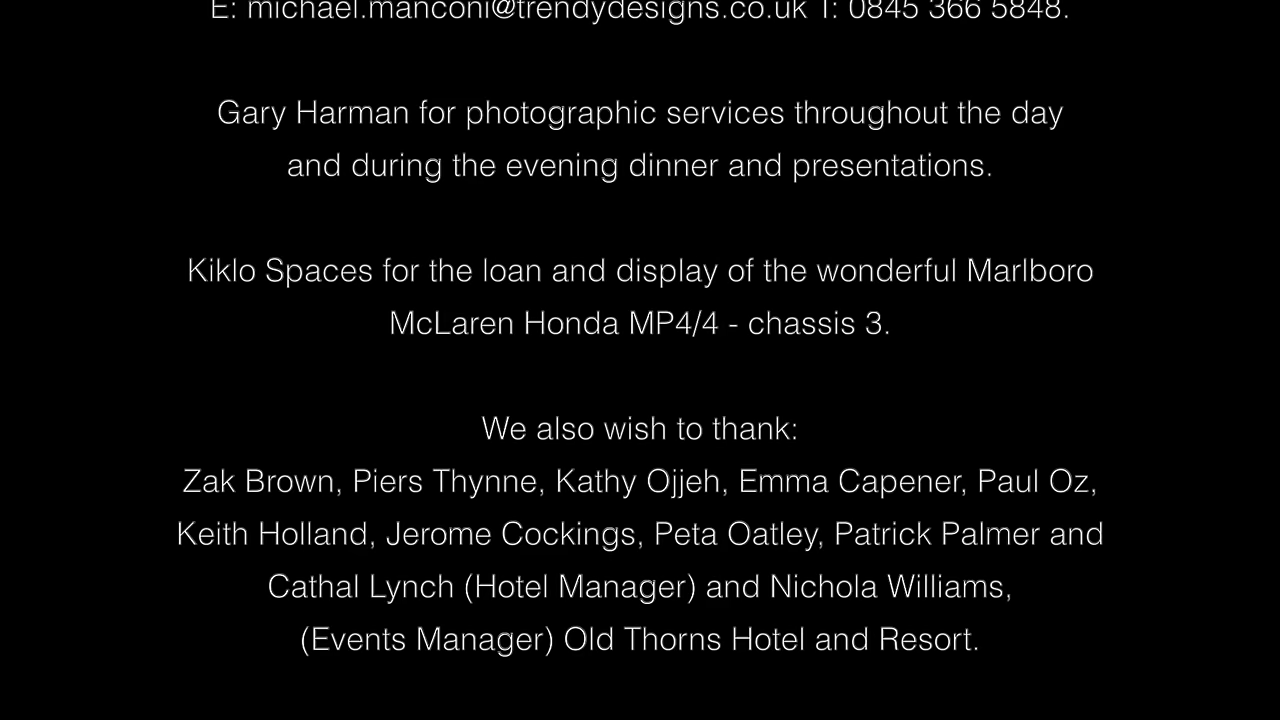 E: michael.manconi@trendydesigns.co.uk T: 0845 366 5848.
Gary Harman for photographic services throughout the day
and during the evening dinner and presentations.
Kiklo Spaces for the loan and display of the wonderful Marlboro
McLaren Honda MP4/4 - chassis 3.
We also wish to thank:
Zak Brown, Piers Thynne, Kathy Ojjeh, Emma Capener, Paul Oz,
Keith Holland, Jerome Cockings, Peta Oatley, Patrick Palmer and
Cathal Lynch (Hotel Manager) and Nichola Williams,
(Events Manager) Old Thorns Hotel and Resort.